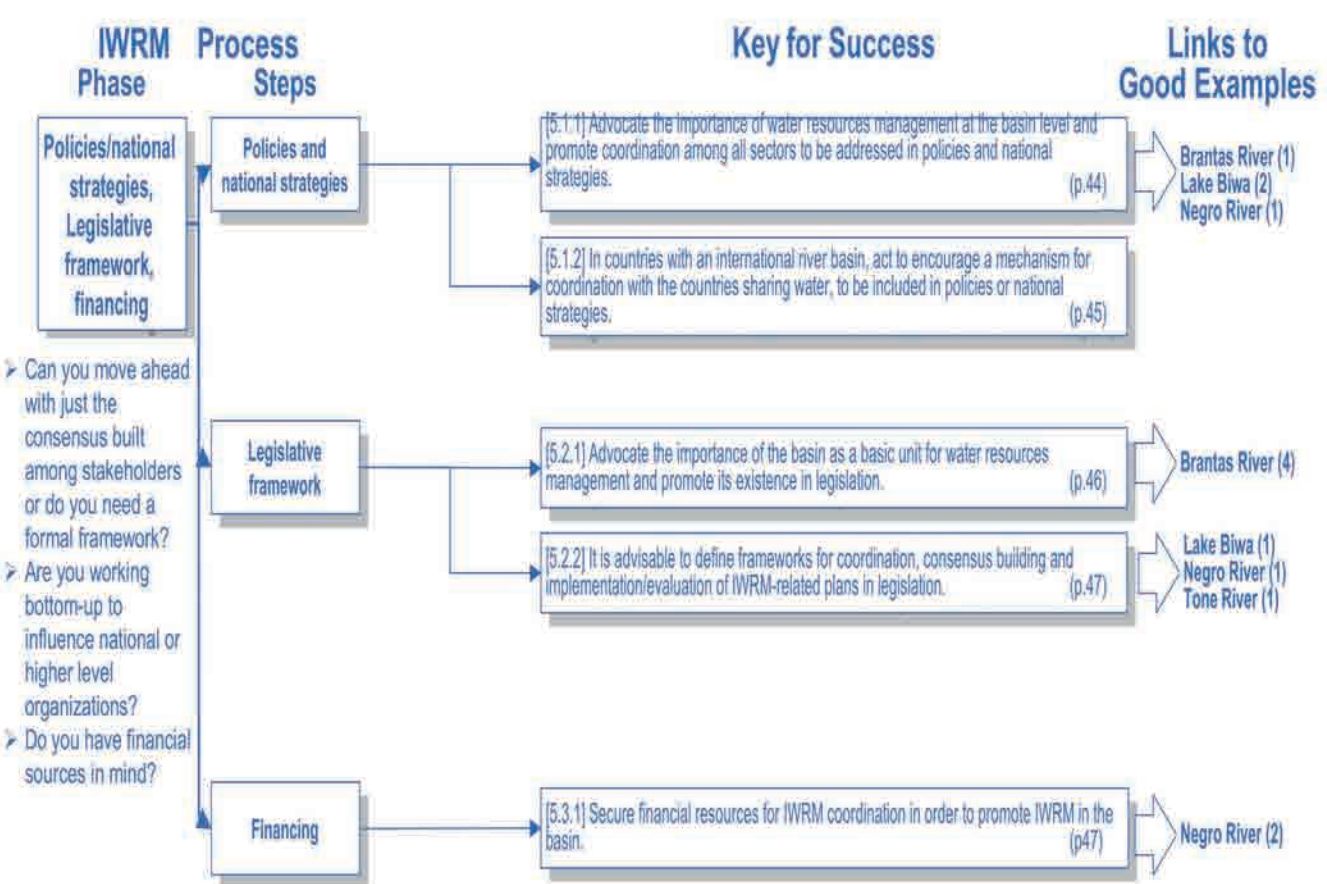 IWRM Process
Phase Steps
Key for Success
Links to
Good Examples
Policies/national
strategies,
Legislative
framework,
financing
Policies and
national strategies
[5.1.1] Advocate the importance of water resources management at the basin level and
promote coordination among all sectors to be addressed in policies and national
strategies. (p.44)
Brantas River (1)
Lake Biwa (2)
Negro River (1)
[5.1.2] In countries with an international river basin, act to encourage a mechanism for
coordination with the countries sharing water, to be included in policies or national
strategies. (p.45)
➢ Can you move ahead
with just the
consensus built
among stakeholders
or do you need a
formal framework?
➢ Are you working
bottom-up to
influence national or
higher level
organizations?
➢ Do you have financial
sources in mind?
Legislative
framework
[5.2.1] Advocate the importance of the basin as a basic unit for water resources
management and promote its existence in legislation. (p.46)
Brantas River (4)
[5.2.2] It is advisable to define frameworks for coordination, consensus building and
implementation/evaluation of IWRM-related plans in legislation. (p.47)
Lake Biwa (1)
Negro River (1)
Tone River (1)
Financing
[5.3.1] Secure financial resources for IWRM coordination in order to promote IWRM in the
basin. (p47)
Negro River (2)